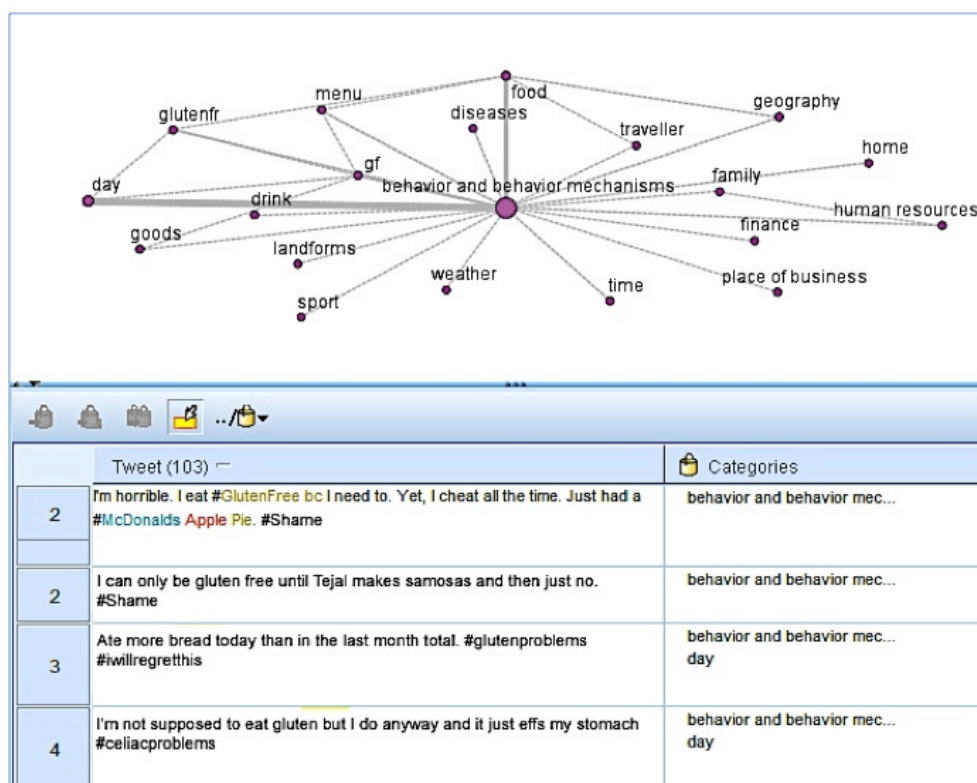 food
menu
geography
glutenfr
diseases
traveller
home
gf
behavior and behavior mechanisms
family
day
drink
human resources
goods
finance
landforms
weather
place of business
time
sport
../
Tweet (103)
Categories
2
I'm horrible. I eat #GlutenFree bc I need to. Yet, I cheat all the time. Just had a
#McDonalds Apple Pie. #Shame
behavior and behavior mec...
2
I can only be gluten free until Tejal makes samosas and then just no.
#Shame
behavior and behavior mec...
3
Ate more bread today than in the last month total. #glutenproblems
#iwillregretthis
behavior and behavior mec...
day
4
I'm not supposed to eat gluten but I do anyway and it just effs my stomach
#celiacproblems
behavior and behavior mec...
day